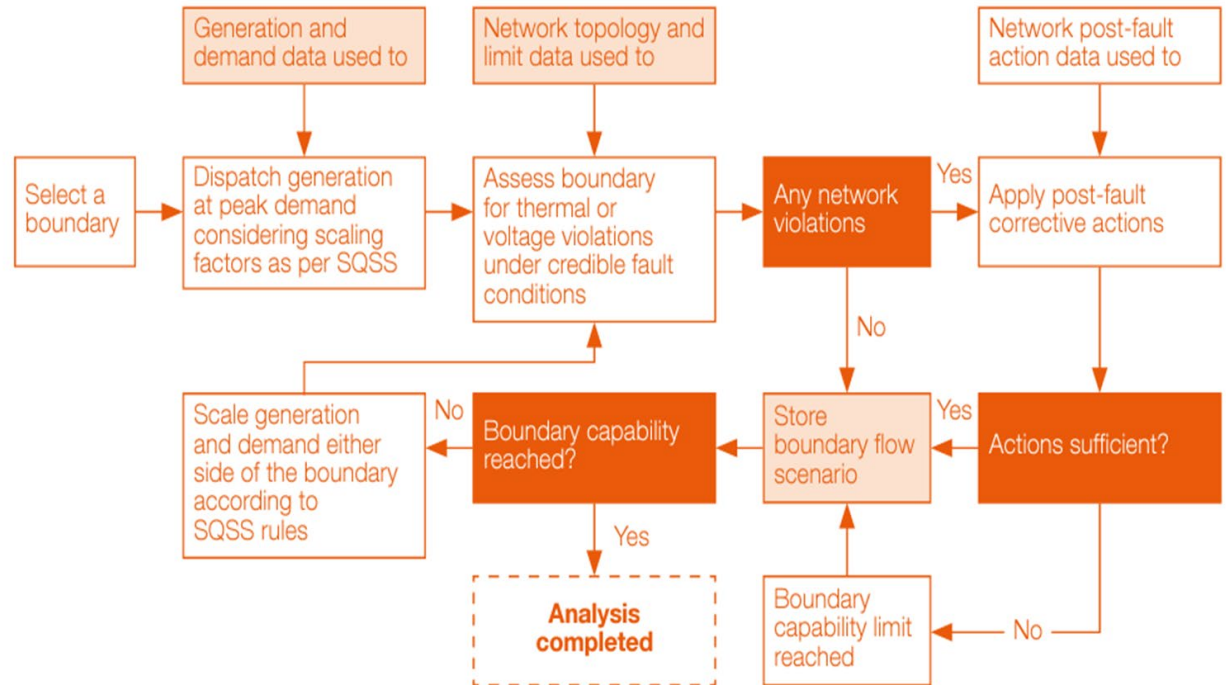 Generation and
demand data used to
Network topology and
limit data used to
Network post-fault
action data used to
Select a
boundary
Dispatch generation
at peak demand
considering scaling
factors as per SQSS
Assess boundary
for thermal or
voltage violations
under credible fault
conditions
Any network
violations
Yes
Apply post-fault
corrective actions
No
Scale generation
and demand either
side of the boundary
according to
SQSS rules
No
Boundary capability
reached?
Store
boundary flow
scenario
Yes
Actions sufficient?
Yes
Analysis
completed
Boundary
capability limit
reached
No